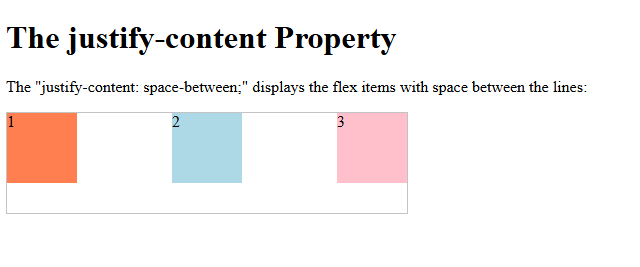 The justify-content Property
The "justify-content: space-between;" displays the flex items with space between the lines:
1 2 3